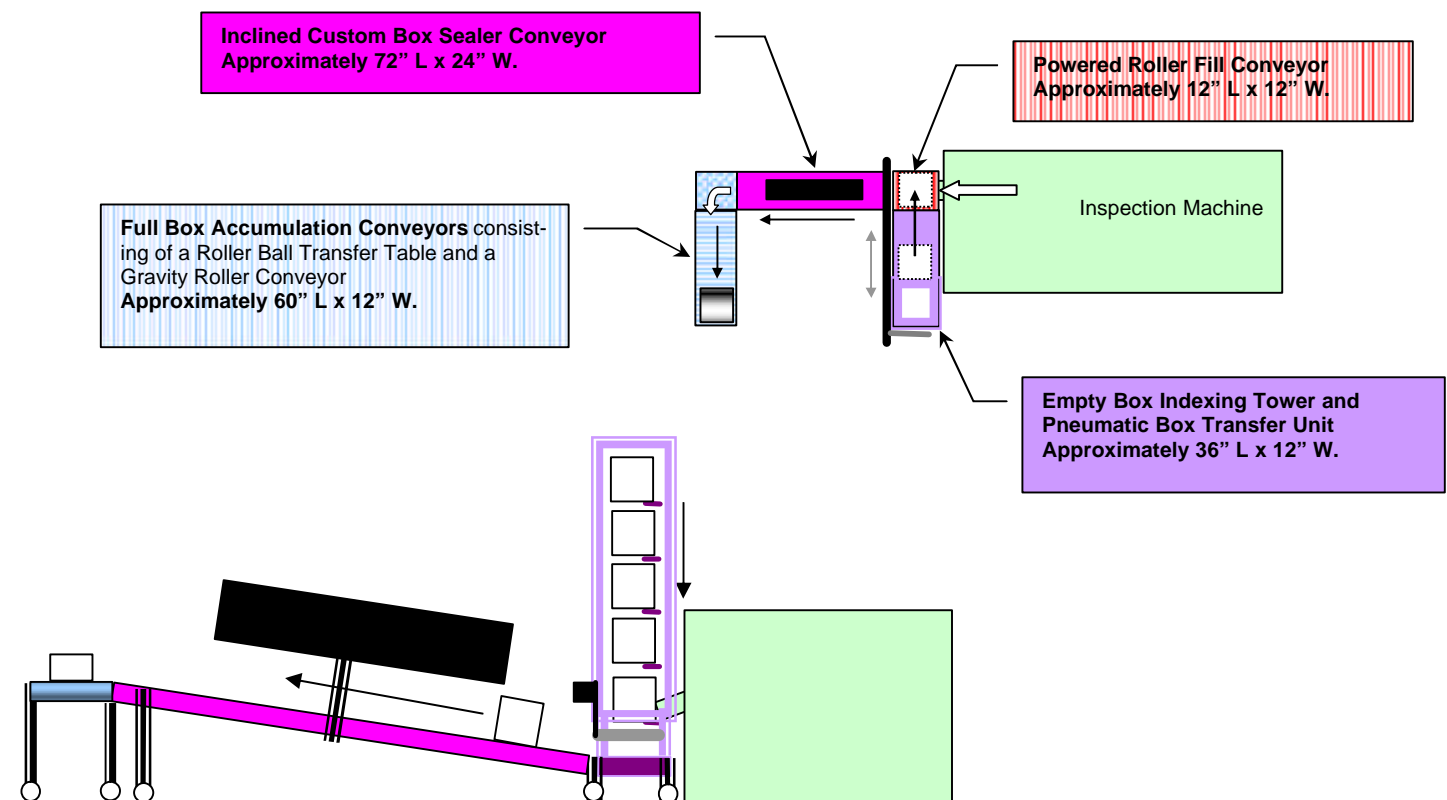 Inclined Custom Box Sealer Conveyor
Approximately 72” L x 24” W.
Powered Roller Fill Conveyor
Approximately 12” L x 12” W.
Inspection Machine
Full Box Accumulation Conveyors consist-
ing of a Roller Ball Transfer Table and a
Gravity Roller Conveyor
Approximately 60” L x 12” W.
Empty Box Indexing Tower and
Pneumatic Box Transfer Unit
Approximately 36” L x 12” W.